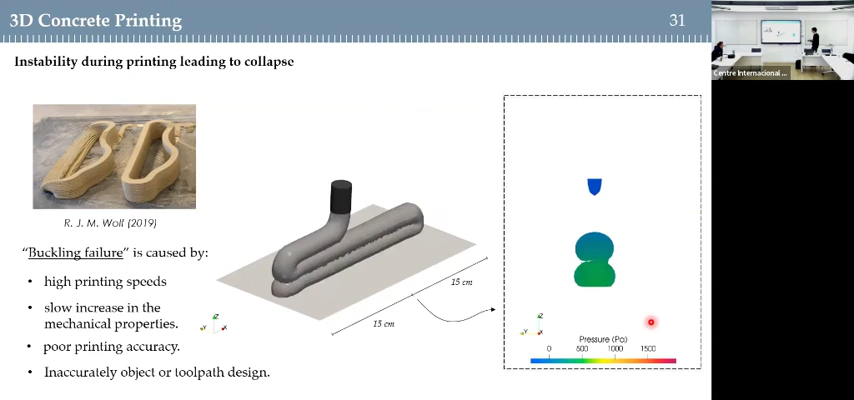 3D Concrete Printing
31
Instability during printing leading to collapse
R. J. M. Wolf (2019)
“Buckling failure” is caused by:
• high printing speeds
• slow increase in the
mechanical properties.
• poor printing accuracy.
• Inaccurately object or toolpath design.
Z
Y
X
15 cm
15 cm
Z
Y
X
Pressure (Pa)
0 500 1000 1500
Centre Internacional ...